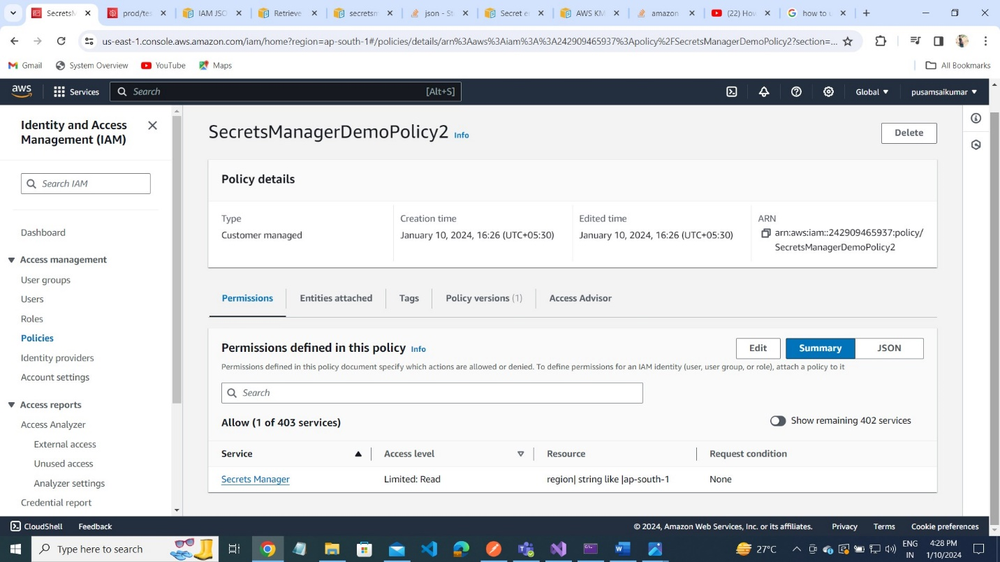 SecretsM
prod/tes
IAM JSO
Retrieve
secretsm
json - St
Secret e
AWS KM
amazon
(22) How
how to u
us-east-1.console.aws.amazon.com/iam/home?region=ap-south-1#/policies/details/arn%3Aaws%3Aiam%3A%3A242909465937%3Apolicy%2FSecretsManagerDemoPolicy2?section=...
Gmail
System Overview
YouTube
Maps
All Bookmarks
aws
Services
Search
[Alt+S]
Global
pusamsaikumar
Identity and Access
Management (IAM)
Search IAM
Dashboard
Access management
User groups
Users
Roles
Policies
Identity providers
Account settings
Access reports
Access Analyzer
External access
Unused access
Analyzer settings
Credential report
SecretsManagerDemoPolicy2 Info
Delete
Policy details
Type
Customer managed
Creation time
January 10, 2024, 16:26 (UTC+05:30)
Edited time
January 10, 2024, 16:26 (UTC+05:30)
ARN
arn:aws:iam::242909465937:policy/
SecretsManagerDemoPolicy2
Permissions
Entities attached
Tags
Policy versions (1)
Access Advisor
Permissions defined in this policy Info
Edit
Summary
JSON
Permissions defined in this policy document specify which actions are allowed or denied. To define permissions for an IAM identity (user, user group, or role), attach a policy to it
Search
Allow (1 of 403 services)
Show remaining 402 services
Service
Access level
Resource
Request condition
Secrets Manager
Limited: Read
region| string like |ap-south-1
None
CloudShell
Feedback
© 2024, Amazon Web Services, Inc. or its affiliates.
Privacy
Terms
Cookie preferences
Type here to search
27°C
ENG
IN
4:28 PM
1/10/2024